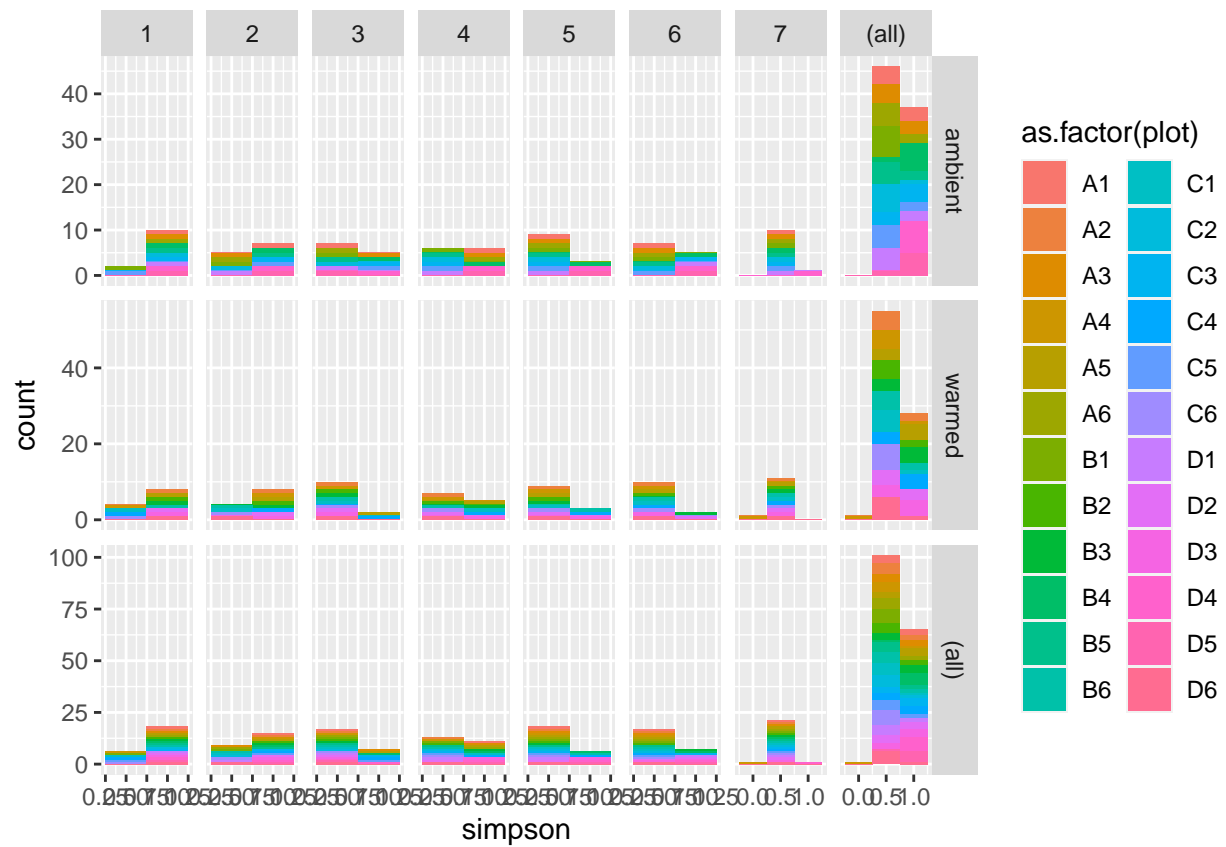 1 2 3 4 5 6 7 (all)
40
30
20
10
0
ambient
40
20
0
warmed
100
75
50
25
0
(all)
count
0.0 0.5 1.0 0.0 0.5 1.0
simpson
as.factor(plot)
A1 C1
A2 C2
A3 C3
A4 C4
A5 C5
A6 C6
B1 D1
B2 D2
B3 D3
B4 D4
B5 D5
B6 D6